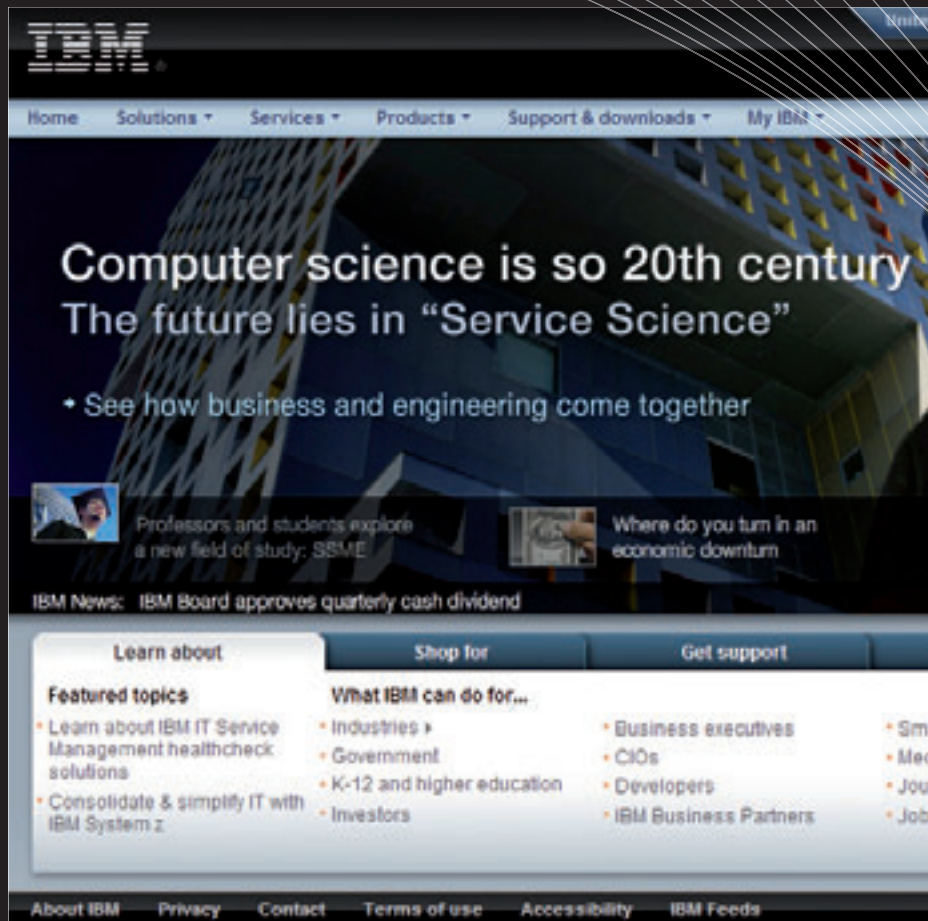 IBM
Home Solutions Services Products Support & downloads My IBM
Computer science is so 20th century
The future lies in “Service Science”
See how business and engineering come together
Professors and students explore
a new field of study: SSME
Where do you turn in an
economic downturn
IBM News: IBM Board approves quarterly cash dividend
Learn about Shop for Get support
Featured topics
Learn about IBM IT Service
Management healthcheck
solutions
Consolidate & simplify IT with
IBM System z
What IBM can do for...
Industries
Government
K-12 and higher education
Investors
Business executives
CIOs
Developers
IBM Business Partners
About IBM Privacy Contact Terms of use Accessibility IBM Feeds